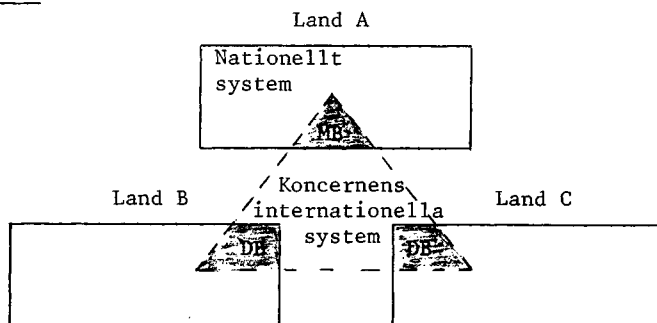 Land A
Nationellt
system
MB
Koncernens
internationella
system
Land B
Land C
DB
DB